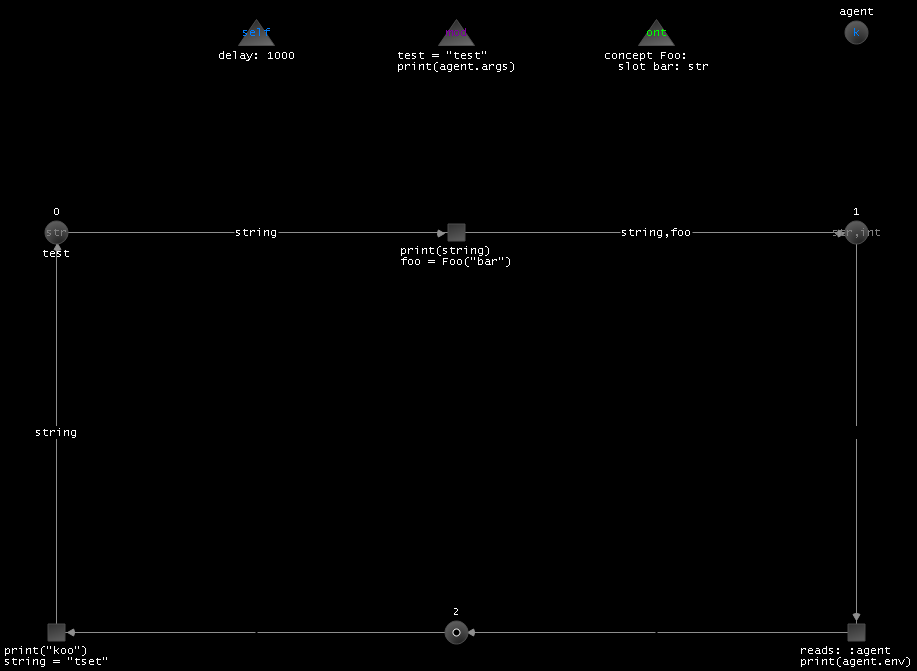 agent
self
ont
k
delay: 1000
test = "test"
print(agent.args)
concept Foo:
slot bar: str
0
1
str
string
string,foo
str,int
test
print(string)
foo = Foo("bar")
string
2
print("koo")
string = "tset"
reads: :agent
print(agent.env)